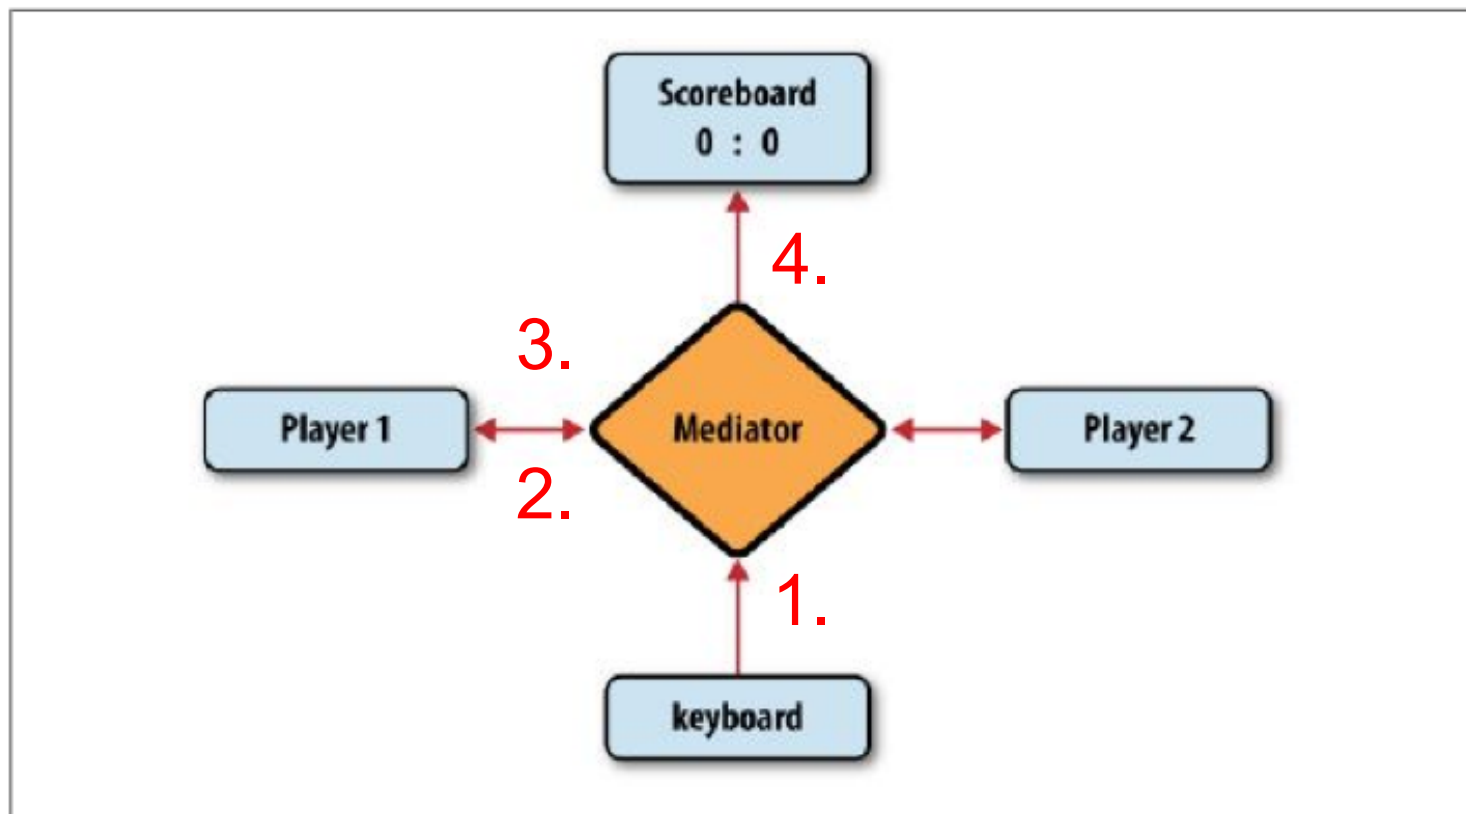 Scoreboard
0 : 0
4.
3.
Player 1
Mediator
Player 2
2.
1.
keyboard